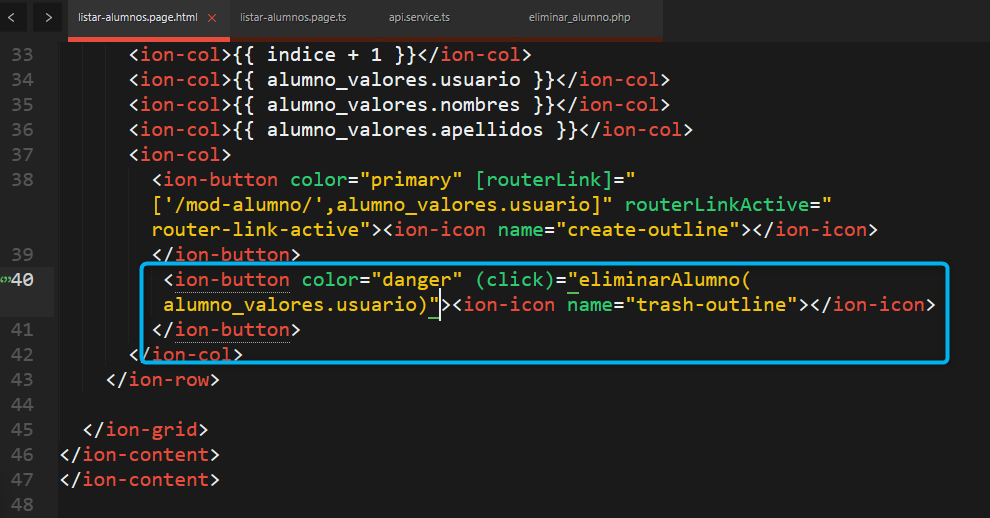 listar-alumnos.page.html
listar-alumnos.page.ts
api.service.ts
eliminar_alumno.php
33 <ion-col>{{ indice + 1 }}</ion-col>
34 <ion-col>{{ alumno_valores.usuario }}</ion-col>
35 <ion-col>{{ alumno_valores.nombres }}</ion-col>
36 <ion-col>{{ alumno_valores.apellidos }}</ion-col>
37 <ion-col>
38 <ion-button color="primary" [routerLink]="
['/mod-alumno/',alumno_valores.usuario]" routerLinkActive="
router-link-active"><ion-icon name="create-outline"></ion-icon>
39 </ion-button>
40 <ion-button color="danger" (click)="eliminarAlumno(
alumno_valores.usuario)"><ion-icon name="trash-outline"></ion-icon>
41 </ion-button>
42 </ion-col>
43 </ion-row>
44
45 </ion-grid>
46 </ion-content>
47 </ion-content>
48